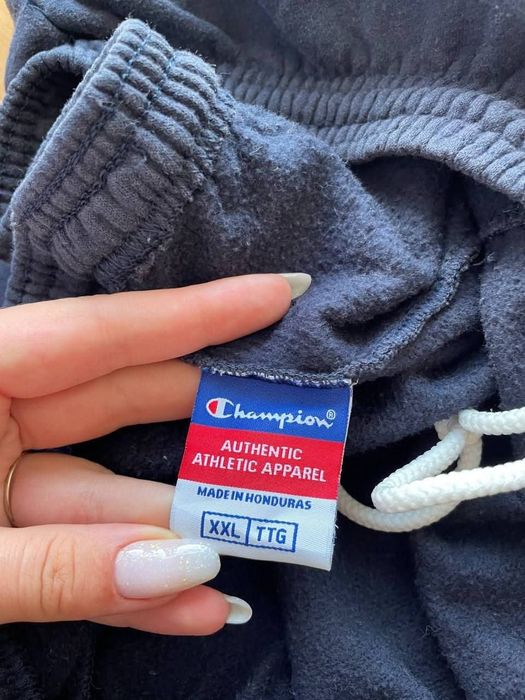 Champion®
AUTHENTIC
ATHLETIC APPAREL
MADE IN HONDURAS
XXL TTG